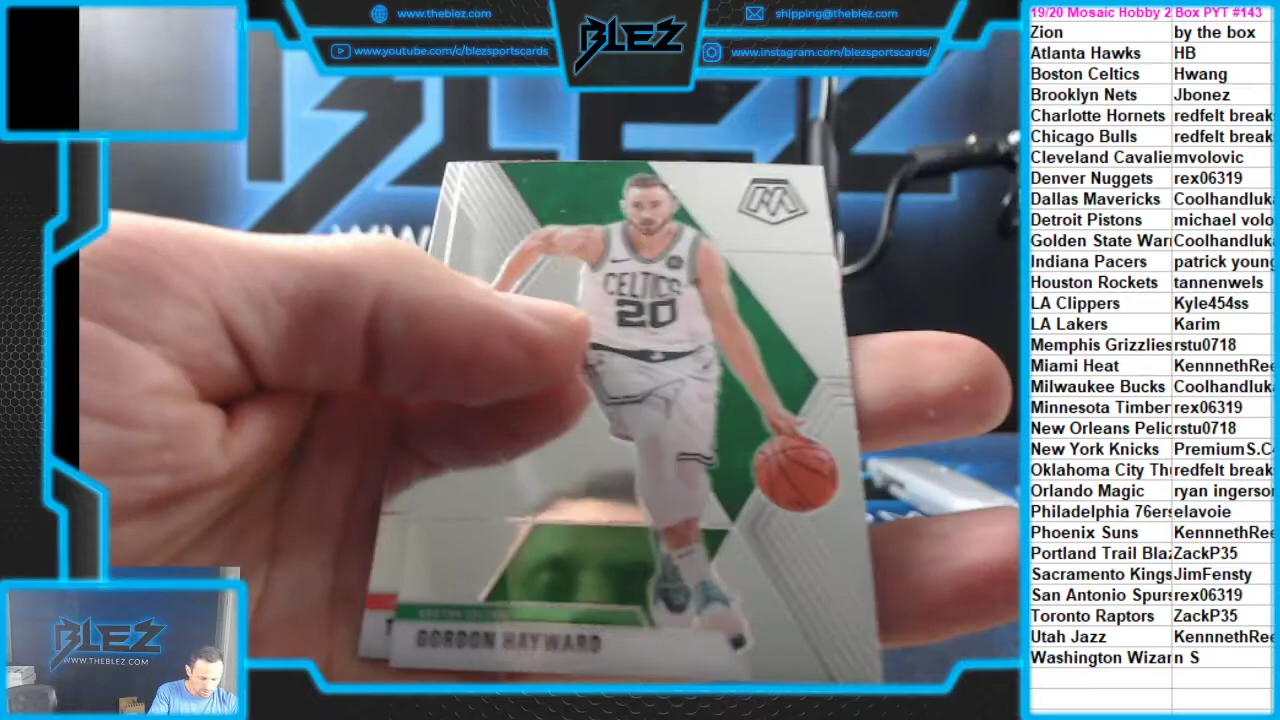 www.theblez.com
shipping@theblez.com
www.youtube.com/c/blezsportscards
www.instagram.com/blezsportscards/
BLEZ
CELTICS
20
GORDON HAYWARD
BLEZ
WWW.THEBLEZ.COM
19/20 Mosaic Hobby 2 Box PYT #143
Zion by the box
Atlanta Hawks HB
Boston Celtics Hwang
Brooklyn Nets Jbonez
Charlotte Hornets redfelt break
Chicago Bulls redfelt break
Cleveland Cavalie mvolovic
Denver Nuggets rex06319
Dallas Mavericks Coolhandluk
Detroit Pistons michael volo
Golden State War Coolhandluk
Indiana Pacers patrick young
Houston Rockets tannenwels
LA Clippers Kyle454ss
LA Lakers Karim
Memphis Grizzlies rstu0718
Miami Heat KennnethRee
Milwaukee Bucks Coolhandluk
Minnesota Timber rex06319
New Orleans Pelic rstu0718
New York Knicks PremiumS.C
Oklahoma City Thu redfelt break
Orlando Magic ryan ingerso
Philadelphia 76ers elavoie
Phoenix Suns KennnethRee
Portland Trail Blaz ZackP35
Sacramento Kings JimFensty
San Antonio Spurs rex06319
Toronto Raptors ZackP35
Utah Jazz KennnethRee
Washington Wizar n S